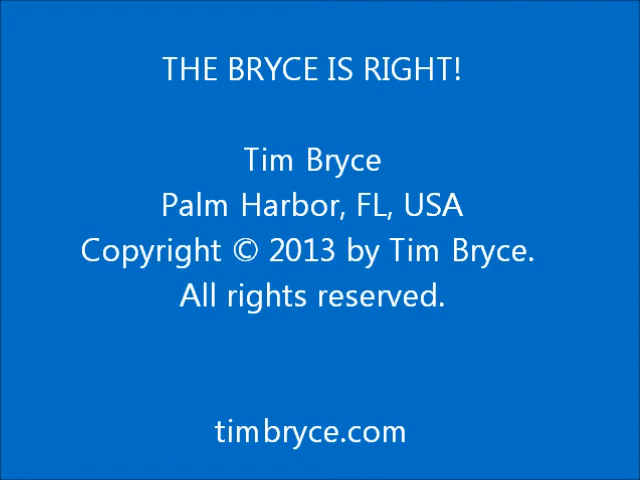 THE BRYCE IS RIGHT!
Tim Bryce
Palm Harbor, FL, USA
Copyright © 2013 by Tim Bryce.
All rights reserved.
timbryce.com